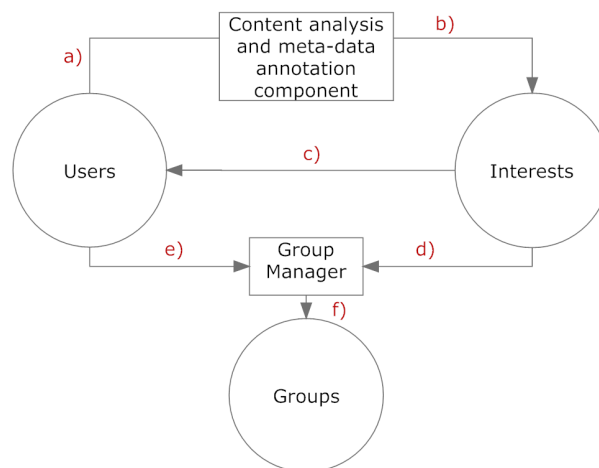 Content analysis
and meta-data
annotation
component
a)
b)
c)
Users
Interests
e)
Group
Manager
d)
f)
Groups